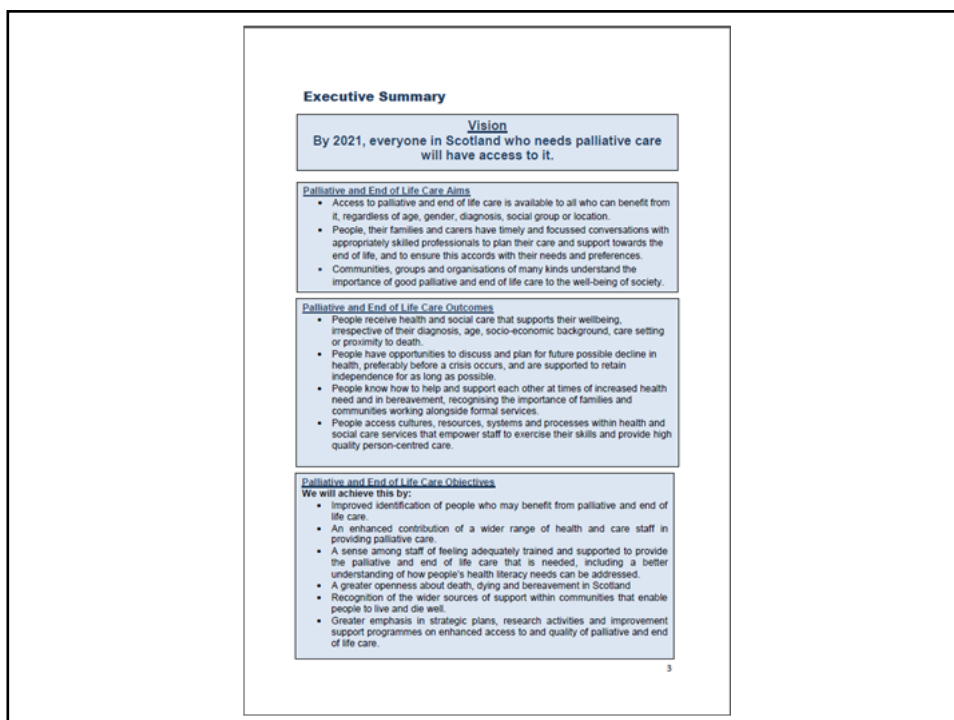 Executive Summary
Vision
By 2021, everyone in Scotland who needs palliative care
will have access to it.
Palliative and End of Life Care Aims
• Access to palliative and end of life care is available to all who can benefit from
it, regardless of age, gender, diagnosis, social group or location.
• People, their families and carers have timely and focussed conversations with
appropriately skilled professionals to plan their care and support towards the
end of life, and to ensure this accords with their needs and preferences.
• Communities, groups and organisations of many kinds understand the
importance of good palliative and end of life care to the well-being of society.
Palliative and End of Life Care Outcomes
• People receive health and social care that supports their wellbeing,
irrespective of their diagnosis, age, socio-economic background, care setting
or proximity to death.
• People have opportunities to discuss and plan for future possible decline in
health, preferably before a crisis occurs, and are supported to retain
independence for as long as possible.
• People know how to help and support each other at times of increased health
need and in bereavement, recognising the importance of families and
communities working alongside formal services.
• People access cultures, resources, systems and processes within health and
social care services that empower staff to exercise their skills and provide high
quality person-centred care.
Palliative and End of Life Care Objectives
We will achieve this by:
• Improved identification of people who may benefit from palliative and end of
life care.
• An enhanced contribution of a wider range of health and care staff in
providing palliative care.
• A sense among staff of feeling adequately trained and supported to provide
the palliative and end of life care that is needed, including a better
understanding of how people's health literacy needs can be addressed.
• A greater openness about death, dying and bereavement in Scotland
• Recognition of the wider sources of support within communities that enable
people to live and die well.
• Greater emphasis in strategic plans, research activities and improvement
support programmes on enhanced access to and quality of palliative and end
of life care.
3